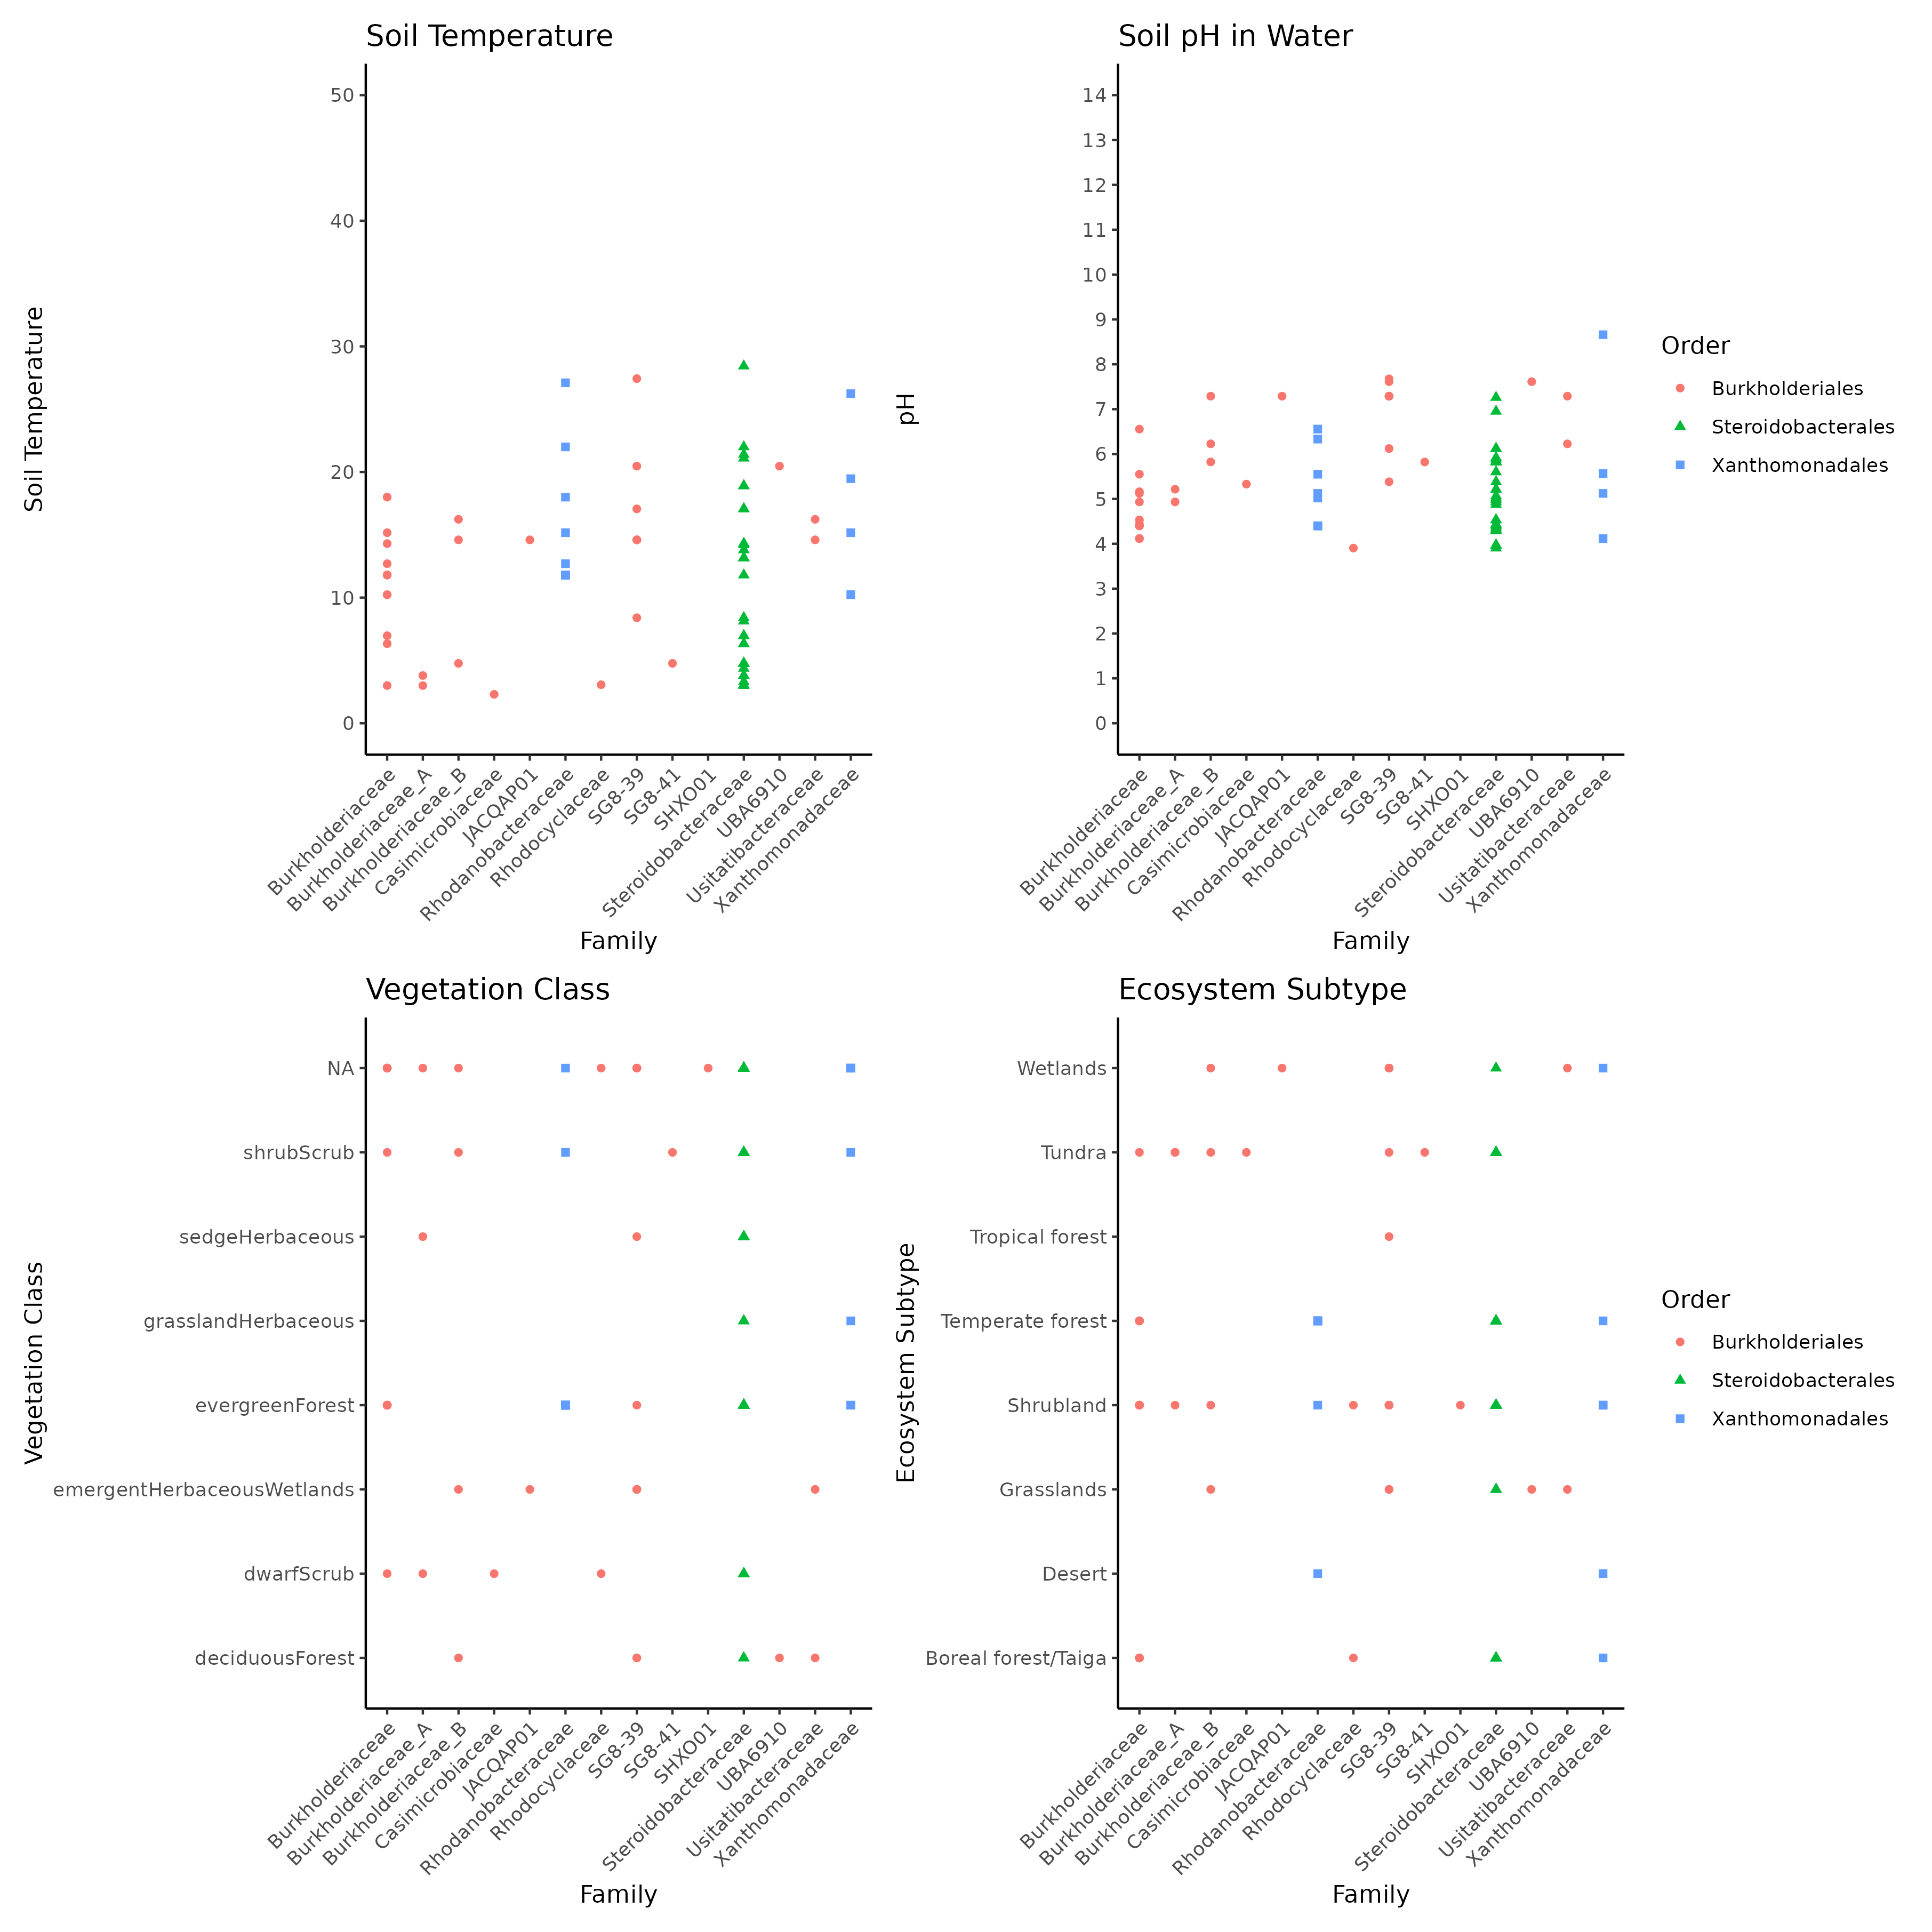 Soil Temperature
Soil Temperature
50
40
30
20
10
0
Burkholderiaceae
Burkholderiaceae_A
Burkholderiaceae_B
Casimicrobiaceae
JACQAP01
Rhodanobacteraceae
Rhodocyclaceae
SG8-39
SG8-41
SHXO01
Steroidobacteraceae
UBA6910
Usitatibacteraceae
Xanthomonadaceae
Family
Soil pH in Water
pH
14
13
12
11
10
9
8
7
6
5
4
3
2
1
0
Burkholderiaceae
Burkholderiaceae_A
Burkholderiaceae_B
Casimicrobiaceae
JACQAP01
Rhodanobacteraceae
Rhodocyclaceae
SG8-39
SG8-41
SHXO01
Steroidobacteraceae
UBA6910
Usitatibacteraceae
Xanthomonadaceae
Family
Order
Burkholderiales
Steroidobacterales
Xanthomonadales
Vegetation Class
Vegetation Class
NA
shrubScrub
sedgeHerbaceous
grasslandHerbaceous
evergreenForest
emergentHerbaceousWetlands
dwarfScrub
deciduousForest
Burkholderiaceae
Burkholderiaceae_A
Burkholderiaceae_B
Casimicrobiaceae
JACQAP01
Rhodanobacteraceae
Rhodocyclaceae
SG8-39
SG8-41
SHXO01
Steroidobacteraceae
UBA6910
Usitatibacteraceae
Xanthomonadaceae
Family
Ecosystem Subtype
Ecosystem Subtype
Wetlands
Tundra
Tropical forest
Temperate forest
Shrubland
Grasslands
Desert
Boreal forest/Taiga
Burkholderiaceae
Burkholderiaceae_A
Burkholderiaceae_B
Casimicrobiaceae
JACQAP01
Rhodanobacteraceae
Rhodocyclaceae
SG8-39
SG8-41
SHXO01
Steroidobacteraceae
UBA6910
Usitatibacteraceae
Xanthomonadaceae
Family
Order
Burkholderiales
Steroidobacterales
Xanthomonadales